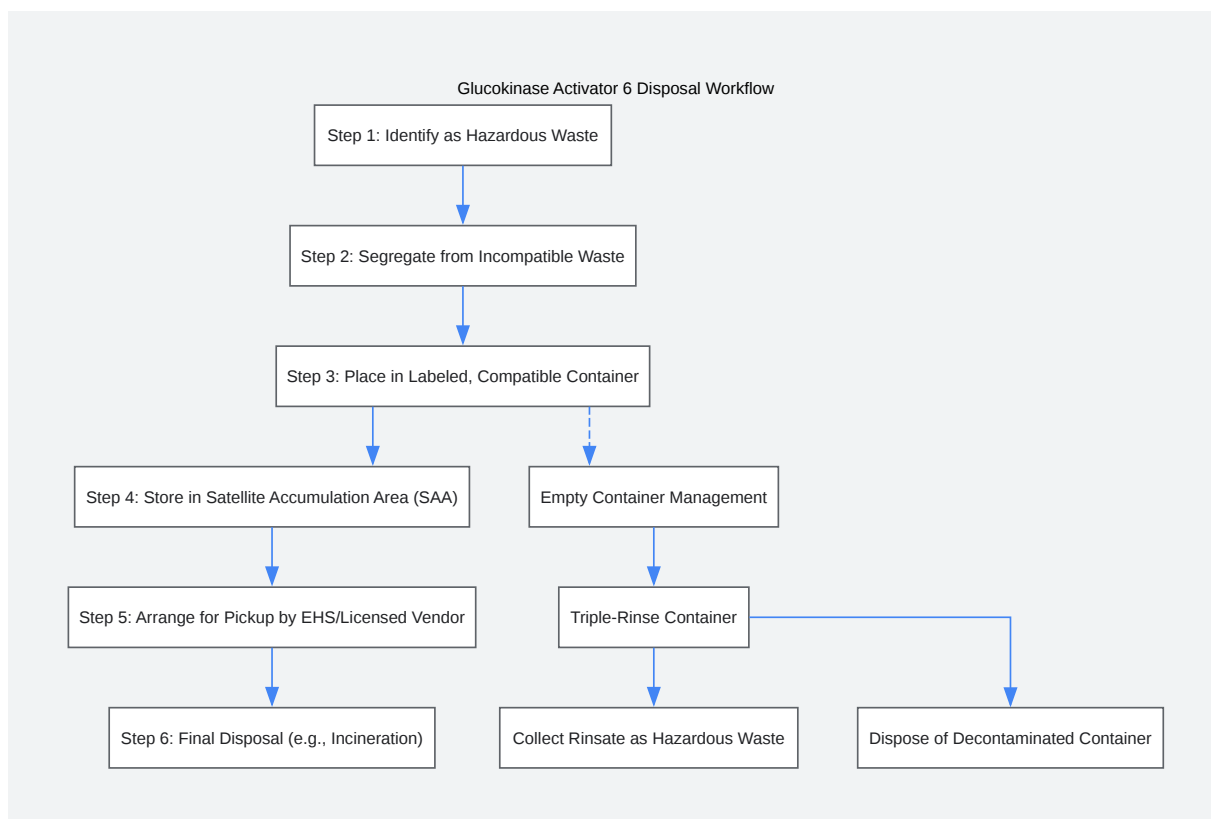 Glucokinase Activator 6 Disposal Workflow
Step 1: Identify as Hazardous Waste
Step 2: Segregate from Incompatible Waste
Step 3: Place in Labeled, Compatible Container
Step 4: Store in Satellite Accumulation Area (SAA)
Empty Container Management
Step 5: Arrange for Pickup by EHS/Licensed Vendor
Triple-Rinse Container
Step 6: Final Disposal (e.g., Incineration)
Collect Rinsate as Hazardous Waste
Dispose of Decontaminated Container